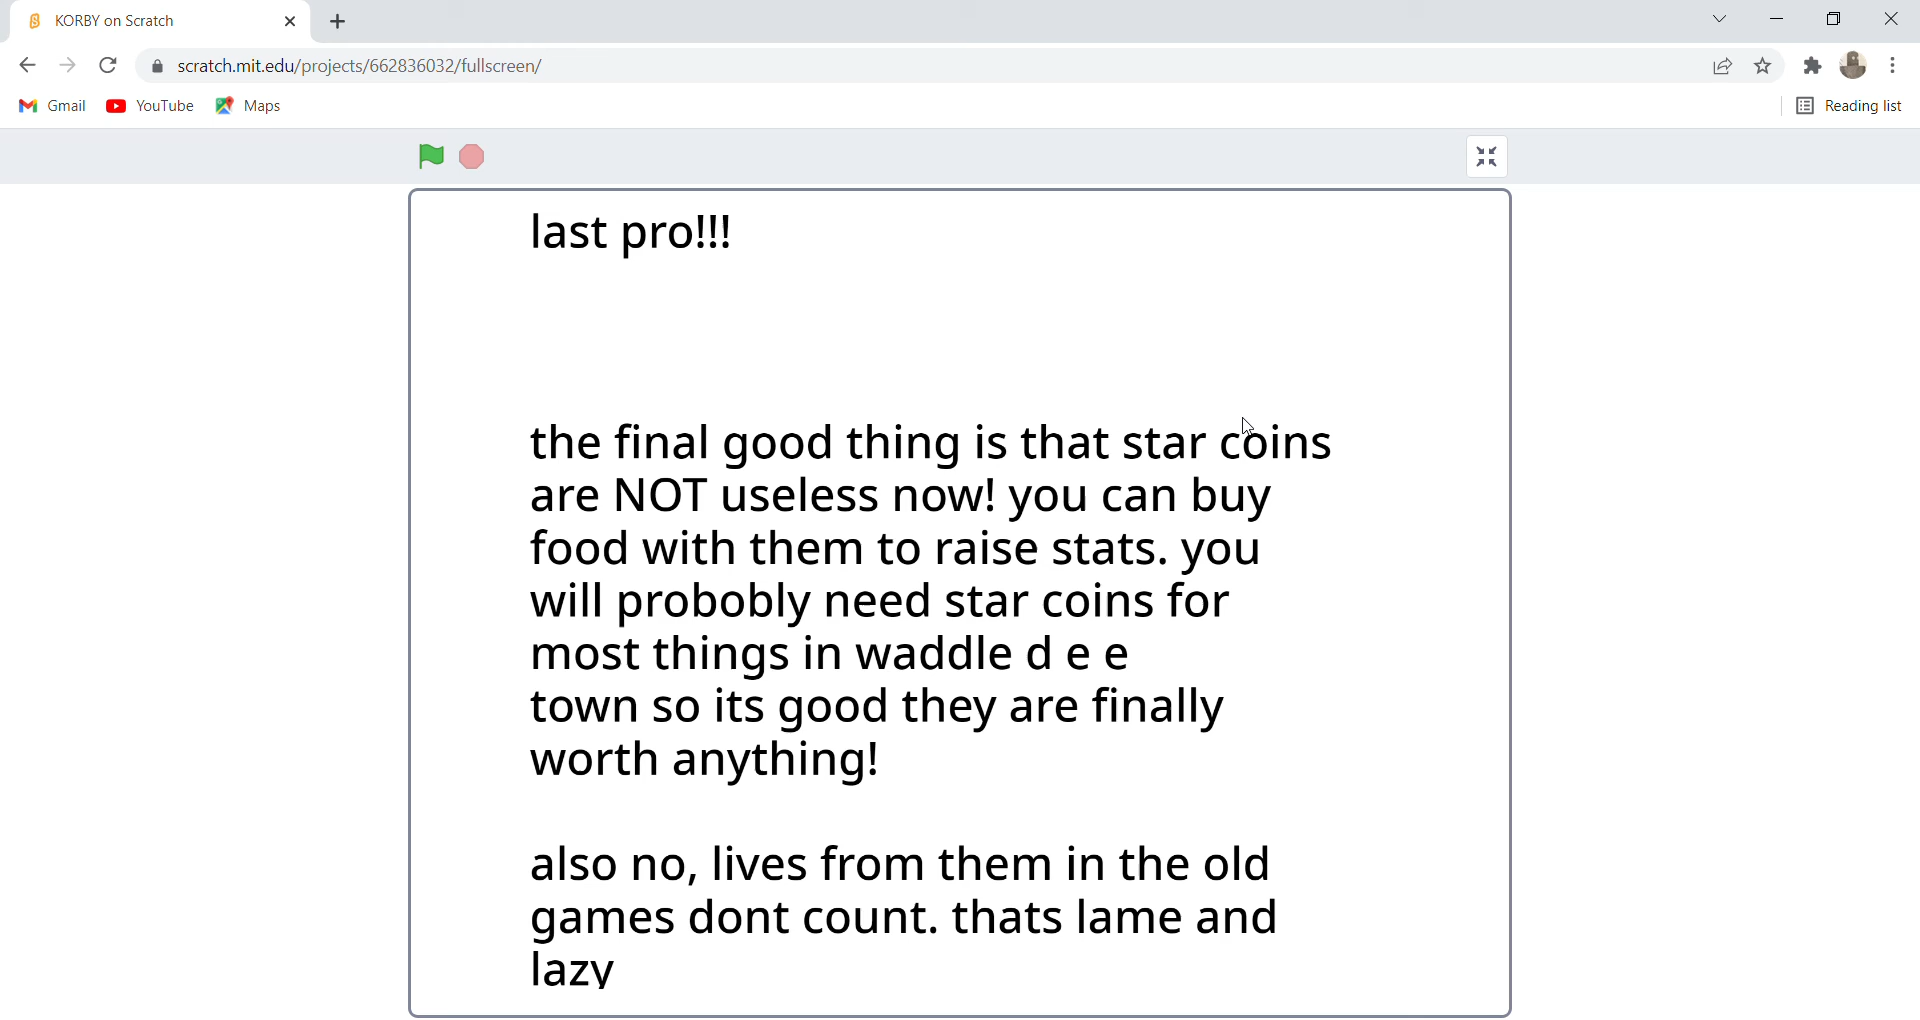 KORBY on Scratch
scratch.mit.edu/projects/662836032/fullscreen/
Gmail YouTube Maps Reading list
last pro!!!
the final good thing is that star coins
are NOT useless now! you can buy
food with them to raise stats. you
will probobly need star coins for
most things in waddle d e e
town so its good they are finally
worth anything!
also no, lives from them in the old
games dont count. thats lame and
lazy